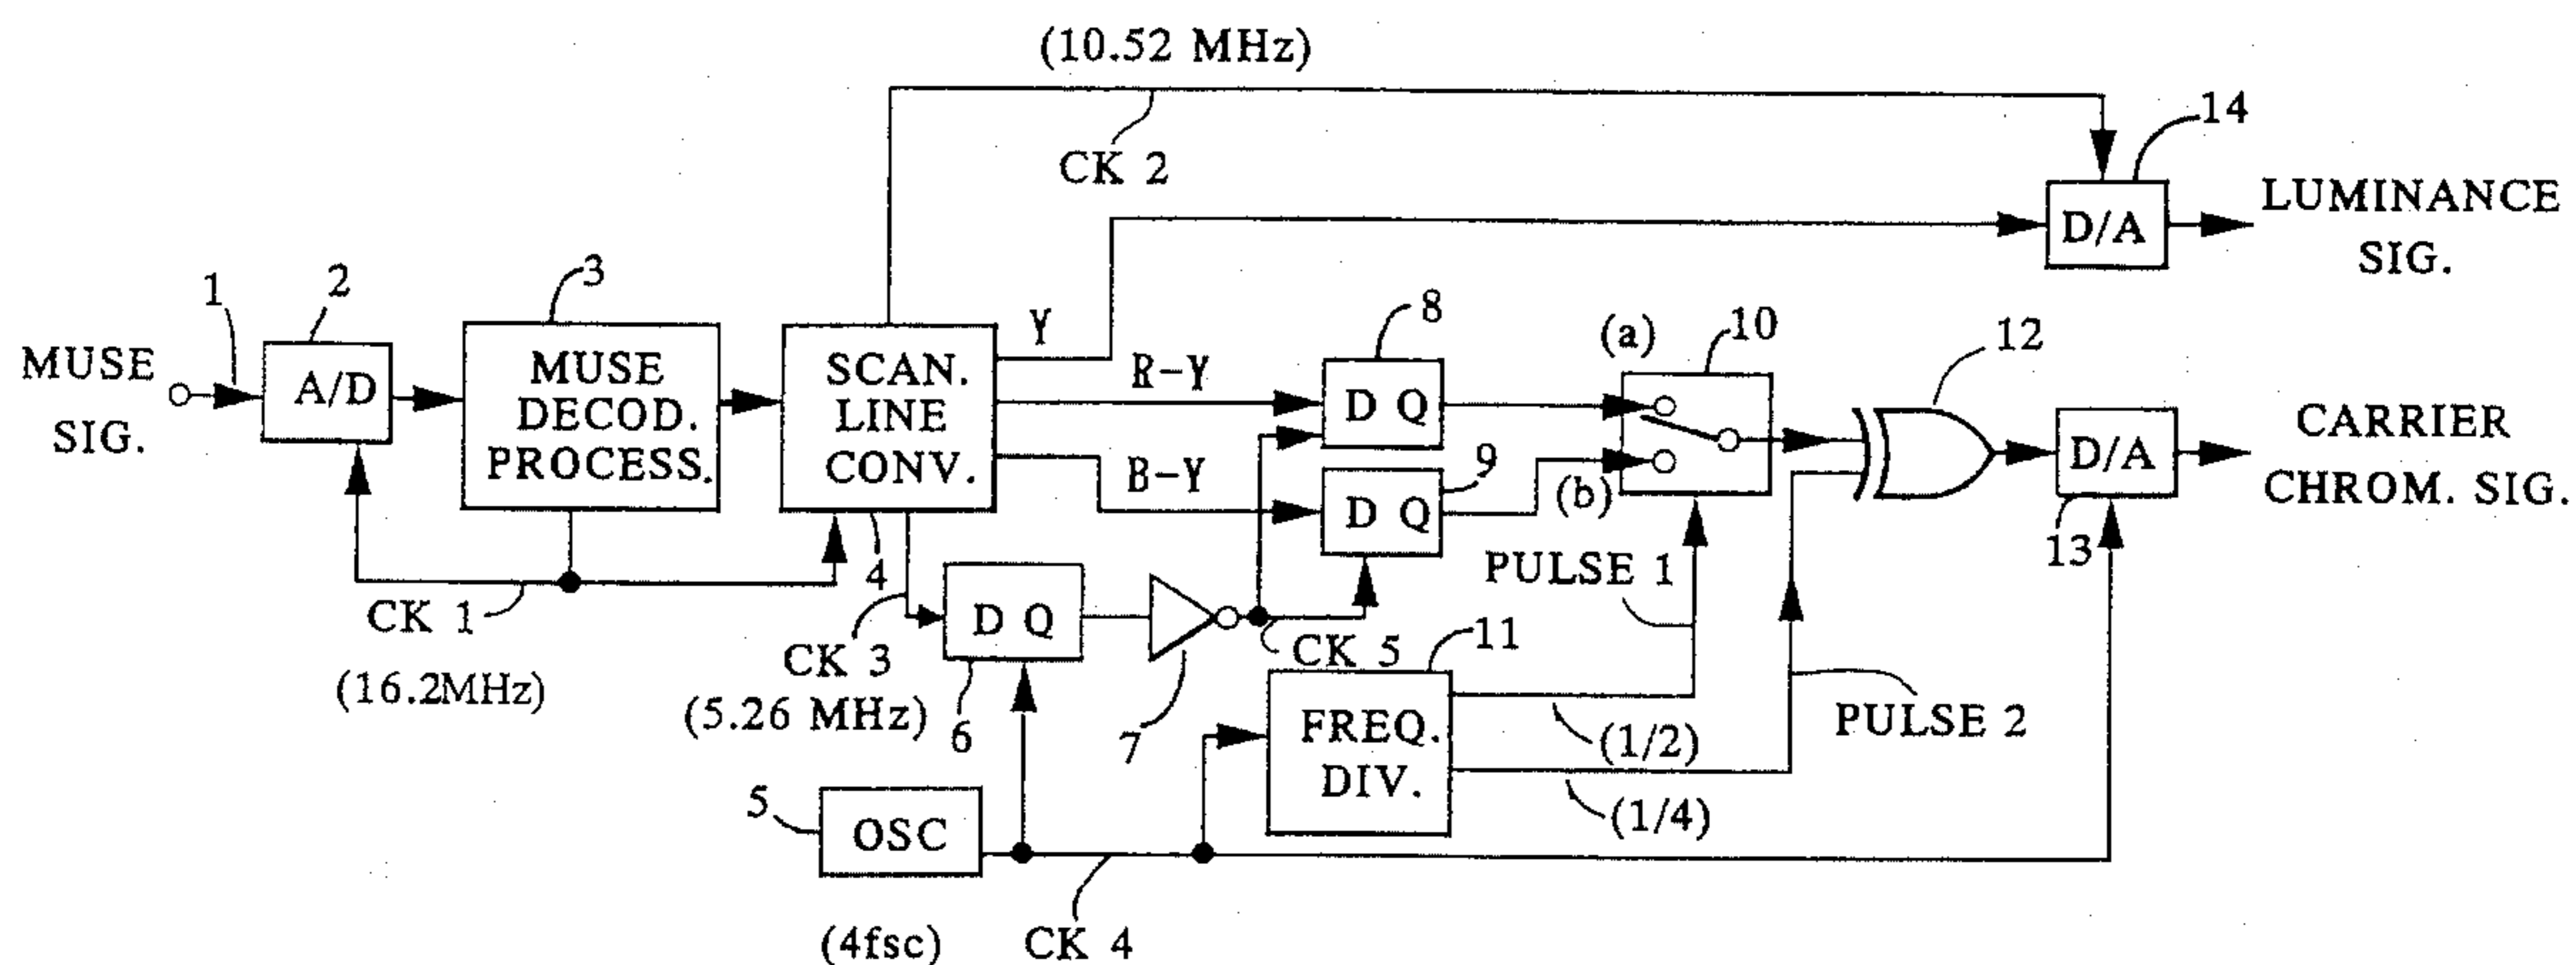 (10.52 MHz)
CK 2
14
LUMINANCE
SIG.
D/A
1
2
3
MUSE
SIG.
A/D
MUSE
DECOD.
PROCESS.
SCAN.
LINE
CONV.
Y
R-Y
B-Y
8
D Q
9
D Q
(a)
(b)
10
12
D/A
13
CARRIER
CHROM. SIG.
CK 1
(16.2MHz)
4
CK 3
(5.26 MHz)
D Q
6
7
CK 5
PULSE 1
11
FREQ.
DIV.
(1/2)
(1/4)
PULSE 2
5
OSC
(4fsc)
CK 4